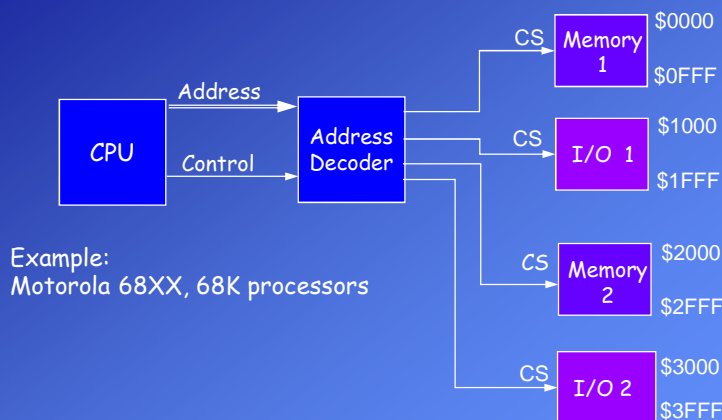 $0000
CS
Memory
1
$0FFF
Address
CPU
Control
Address
Decoder
$1000
CS
I/O 1
$1FFF
Example:
Motorola 68XX, 68K processors
$2000
CS
Memory
2
$2FFF
$3000
CS
I/O 2
$3FFF